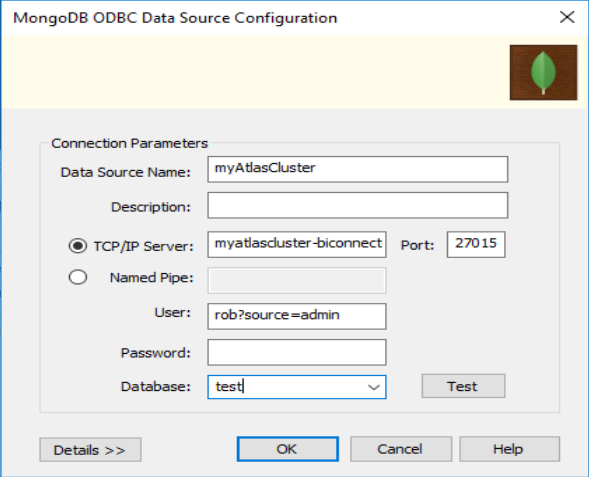 MongoDB ODBC Data Source Configuration
Connection Parameters
Data Source Name: myAtlasCluster
Description:
TCP/IP Server: myatlascluster-biconnect Port: 27015
Named Pipe:
User: rob?source=admin
Password:
Database: test Test
Details >> OK Cancel Help